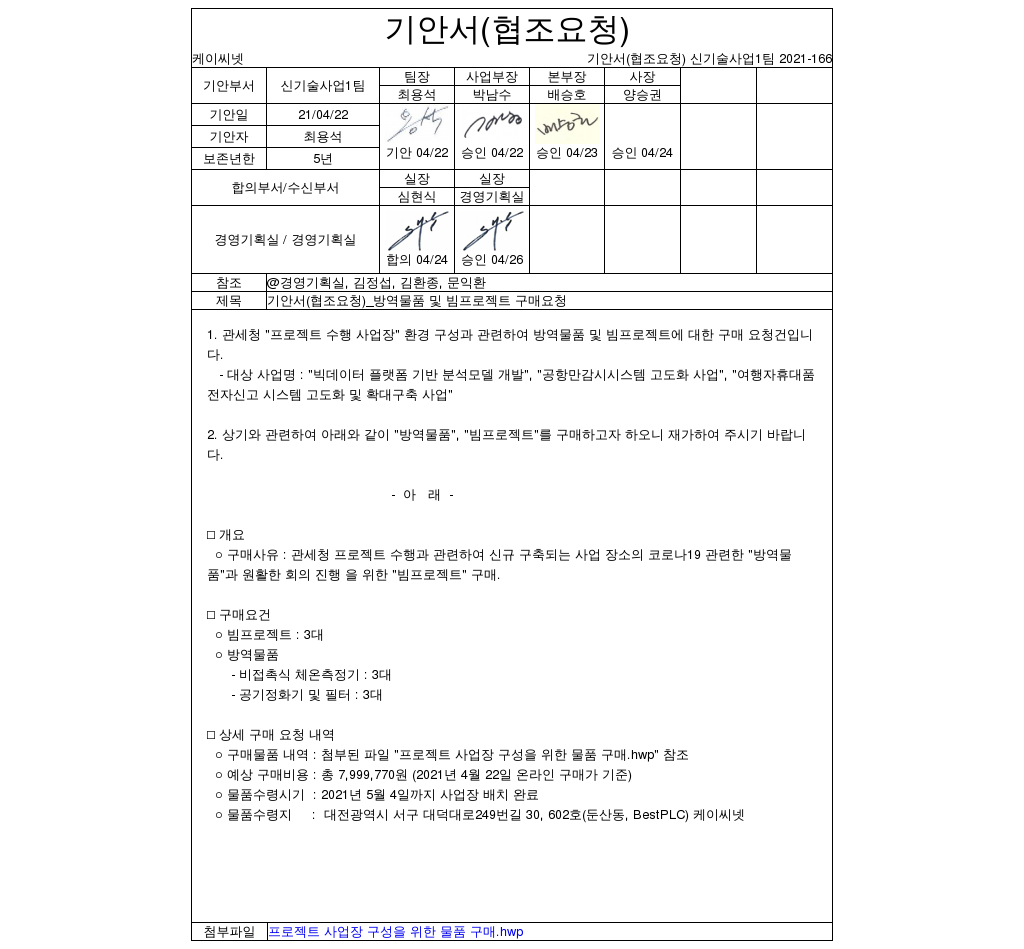 기안서(협조요청)
케이씨넷 기안서(협조요청) 신기술사업1팀 2021-166
기안부서 신기술사업1팀 팀장 사업부장 본부장 사장
최용석 박남수 배승호 양승권
기안일 21/04/22
기안자 최용석
보존년한 5년
기안 04/22 승인 04/22 승인 04/23 승인 04/24
합의부서/수신부서 실장 실장
심현식 경영기획실
경영기획실 / 경영기획실
합의 04/24 승인 04/26
참조 @경영기획실, 김정섭, 김환종, 문익환
제목 기안서(협조요청)_방역물품 및 빔프로젝트 구매요청
1. 관세청 "프로젝트 수행 사업장" 환경 구성과 관련하여 방역물품 및 빔프로젝트에 대한 구매 요청건입니
다.
- 대상 사업명 : "빅데이터 플랫폼 기반 분석모델 개발", "공항만감시시스템 고도화 사업", "여행자휴대품
전자신고 시스템 고도화 및 확대구축 사업"
2. 상기와 관련하여 아래와 같이 "방역물품", "빔프로젝트"를 구매하고자 하오니 재가하여 주시기 바랍니
다.
- 아 래 -
□ 개요
○ 구매사유 : 관세청 프로젝트 수행과 관련하여 신규 구축되는 사업 장소의 코로나19 관련한 "방역물
품"과 원활한 회의 진행 을 위한 "빔프로젝트" 구매.
□ 구매요건
○ 빔프로젝트 : 3대
○ 방역물품
- 비접촉식 체온측정기 : 3대
- 공기정화기 및 필터 : 3대
□ 상세 구매 요청 내역
○ 구매물품 내역 : 첨부된 파일 "프로젝트 사업장 구성을 위한 물품 구매.hwp" 참조
○ 예상 구매비용 : 총 7,999,770원 (2021년 4월 22일 온라인 구매가 기준)
○ 물품수령시기 : 2021년 5월 4일까지 사업장 배치 완료
○ 물품수령지 : 대전광역시 서구 대덕대로249번길 30, 602호(둔산동, BestPLC) 케이씨넷
첨부파일 프로젝트 사업장 구성을 위한 물품 구매.hwp